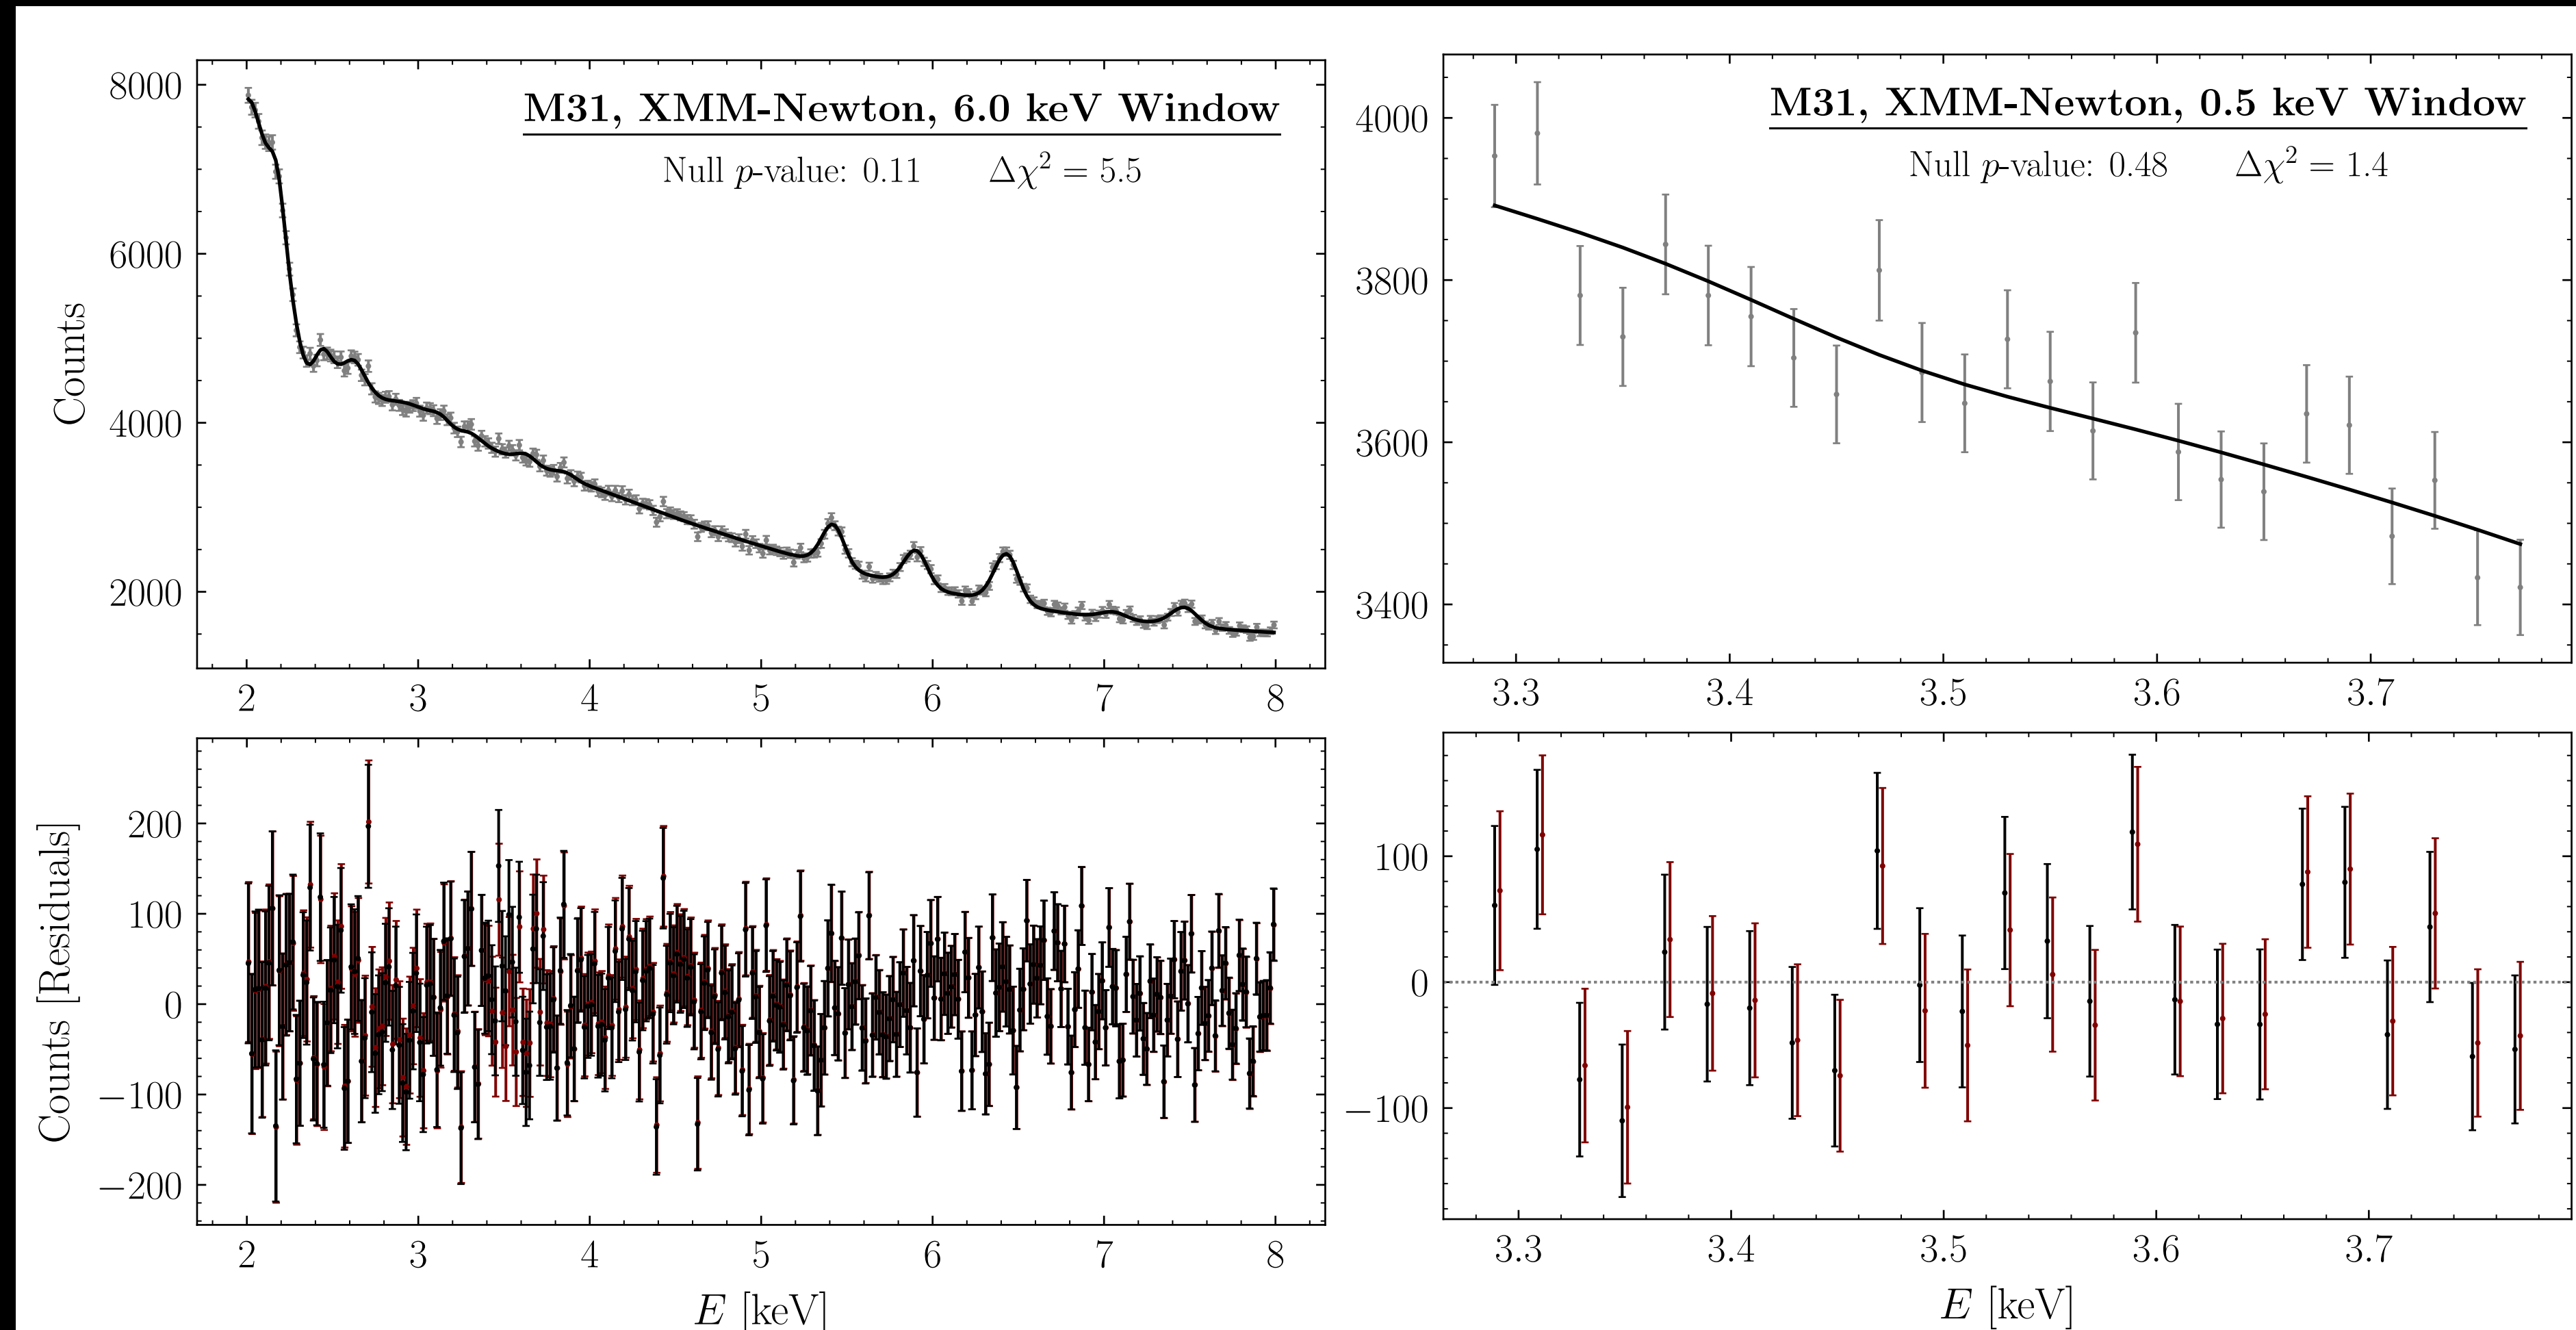 M31, XMM-Newton, 6.0 keV Window
Null p-value: 0.11 Δχ² = 5.5
Counts
8000
6000
4000
2000
2 3 4 5 6 7 8
M31, XMM-Newton, 0.5 keV Window
Null p-value: 0.48 Δχ² = 1.4
4000
3800
3600
3400
3.3 3.4 3.5 3.6 3.7
Counts [Residuals]
200
100
0
−100
−200
2 3 4 5 6 7 8
E [keV]
100
0
−100
3.3 3.4 3.5 3.6 3.7
E [keV]